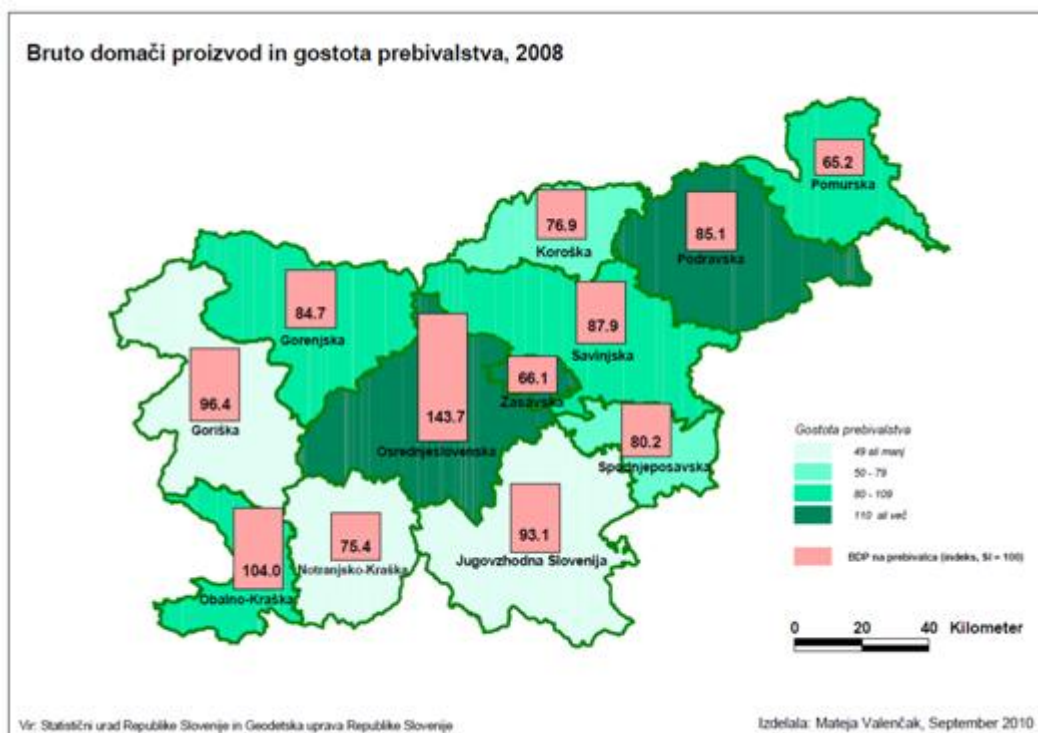 Bruto domači proizvod in gostota prebivalstva, 2008
65.2
Pomurska
76.9
Koroška
85.1
Podravska
84.7
Gorenjska
87.9
Savinjska
96.4
Goriška
143.7
Osrednjeslovenska
66.1
Zasavska
80.2
Spodnjeposavska
104.0
Obalno-Kraška
75.4
Notranjsko-Kraška
93.1
Jugovzhodna Slovenija
Gostota prebivalstva
49 ali manj
50 - 79
80 - 109
110 ali več
BDP na prebivalca (indeks, SI = 100)
0 20 40 Kilometer
Vir: Statistični urad Republike Slovenije in Geodetska uprava Republike Slovenije
Izdelala: Mateja Valenčak, September 2010